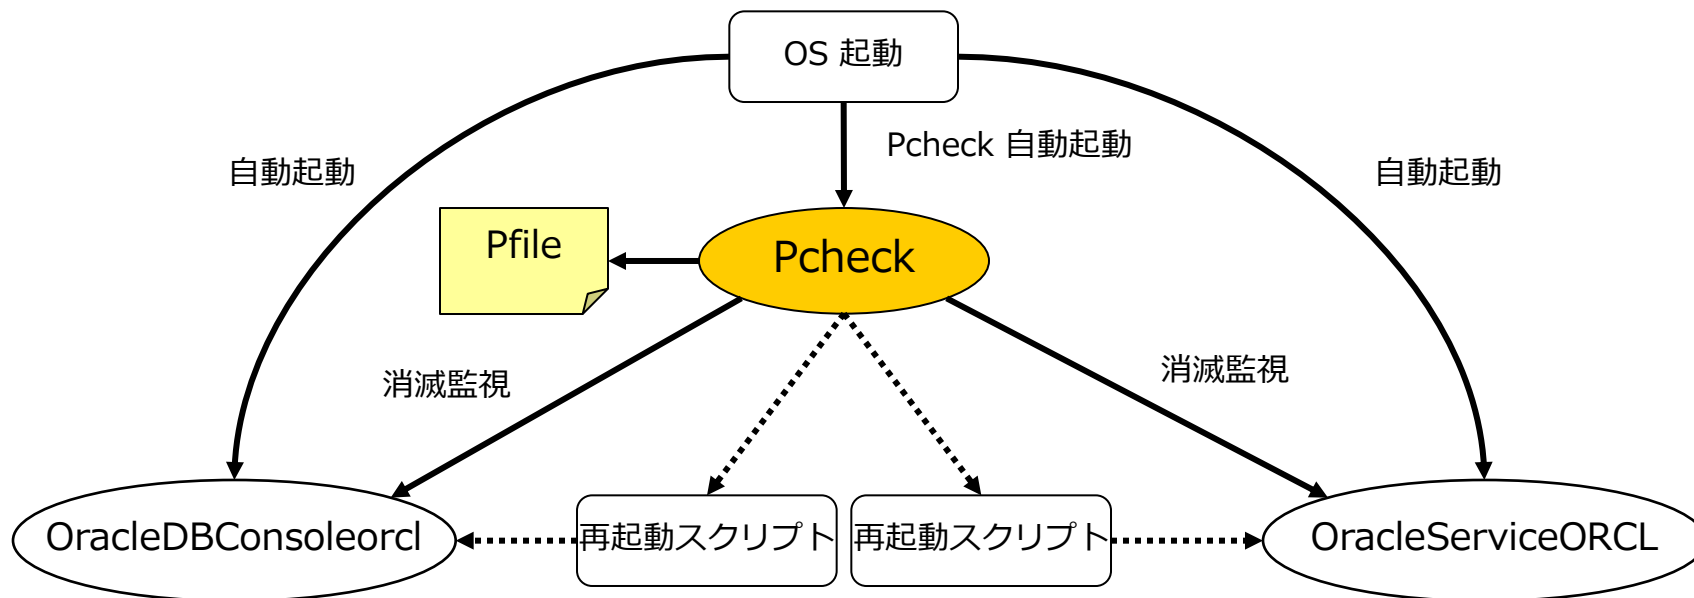 OS 起動
Pcheck 自動起動
自動起動
自動起動
Pfile
Pcheck
消滅監視
消滅監視
OracleDBConsoleorcl
再起動スクリプト
再起動スクリプト
OracleServiceORCL